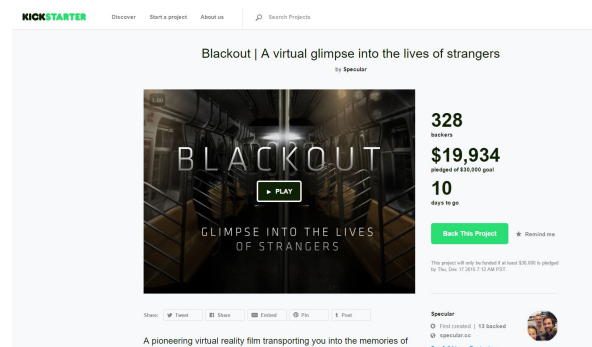 KICKSTARTER
Discover Start a project About us Search Projects
Blackout | A virtual glimpse into the lives of strangers
by Specular
BLACKOUT
PLAY
GLIMPSE INTO THE LIVES
OF STRANGERS
328
backers
$19,934
pledged of $30,000 goal
10
days to go
Back This Project Remind me
This project will only be funded if at least $30,000 is pledged
by Thu, Dec 17 2015 7:12 AM PST.
Share: Tweet Share Embed Pin Post
Specular
First created | 13 backed
specular.cc
A pioneering virtual reality film transporting you into the memories of